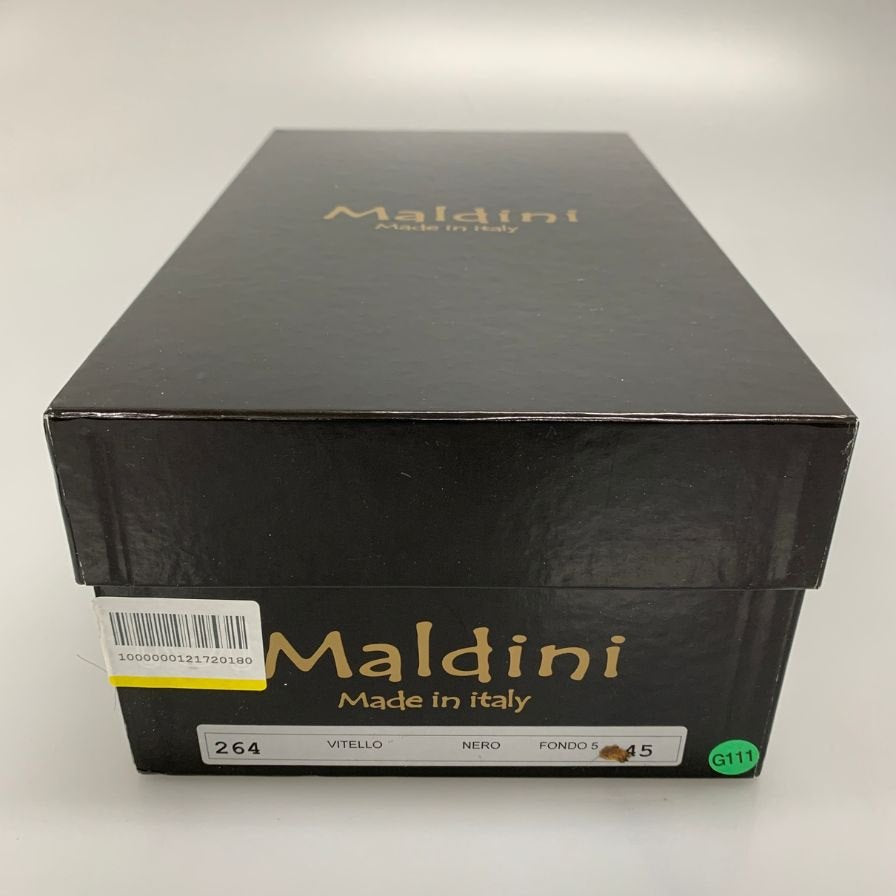 Maldini
Made in italy
1000000121720180
Maldini
Made in italy
264 VITELLO NERO FONDO 5 45
G111